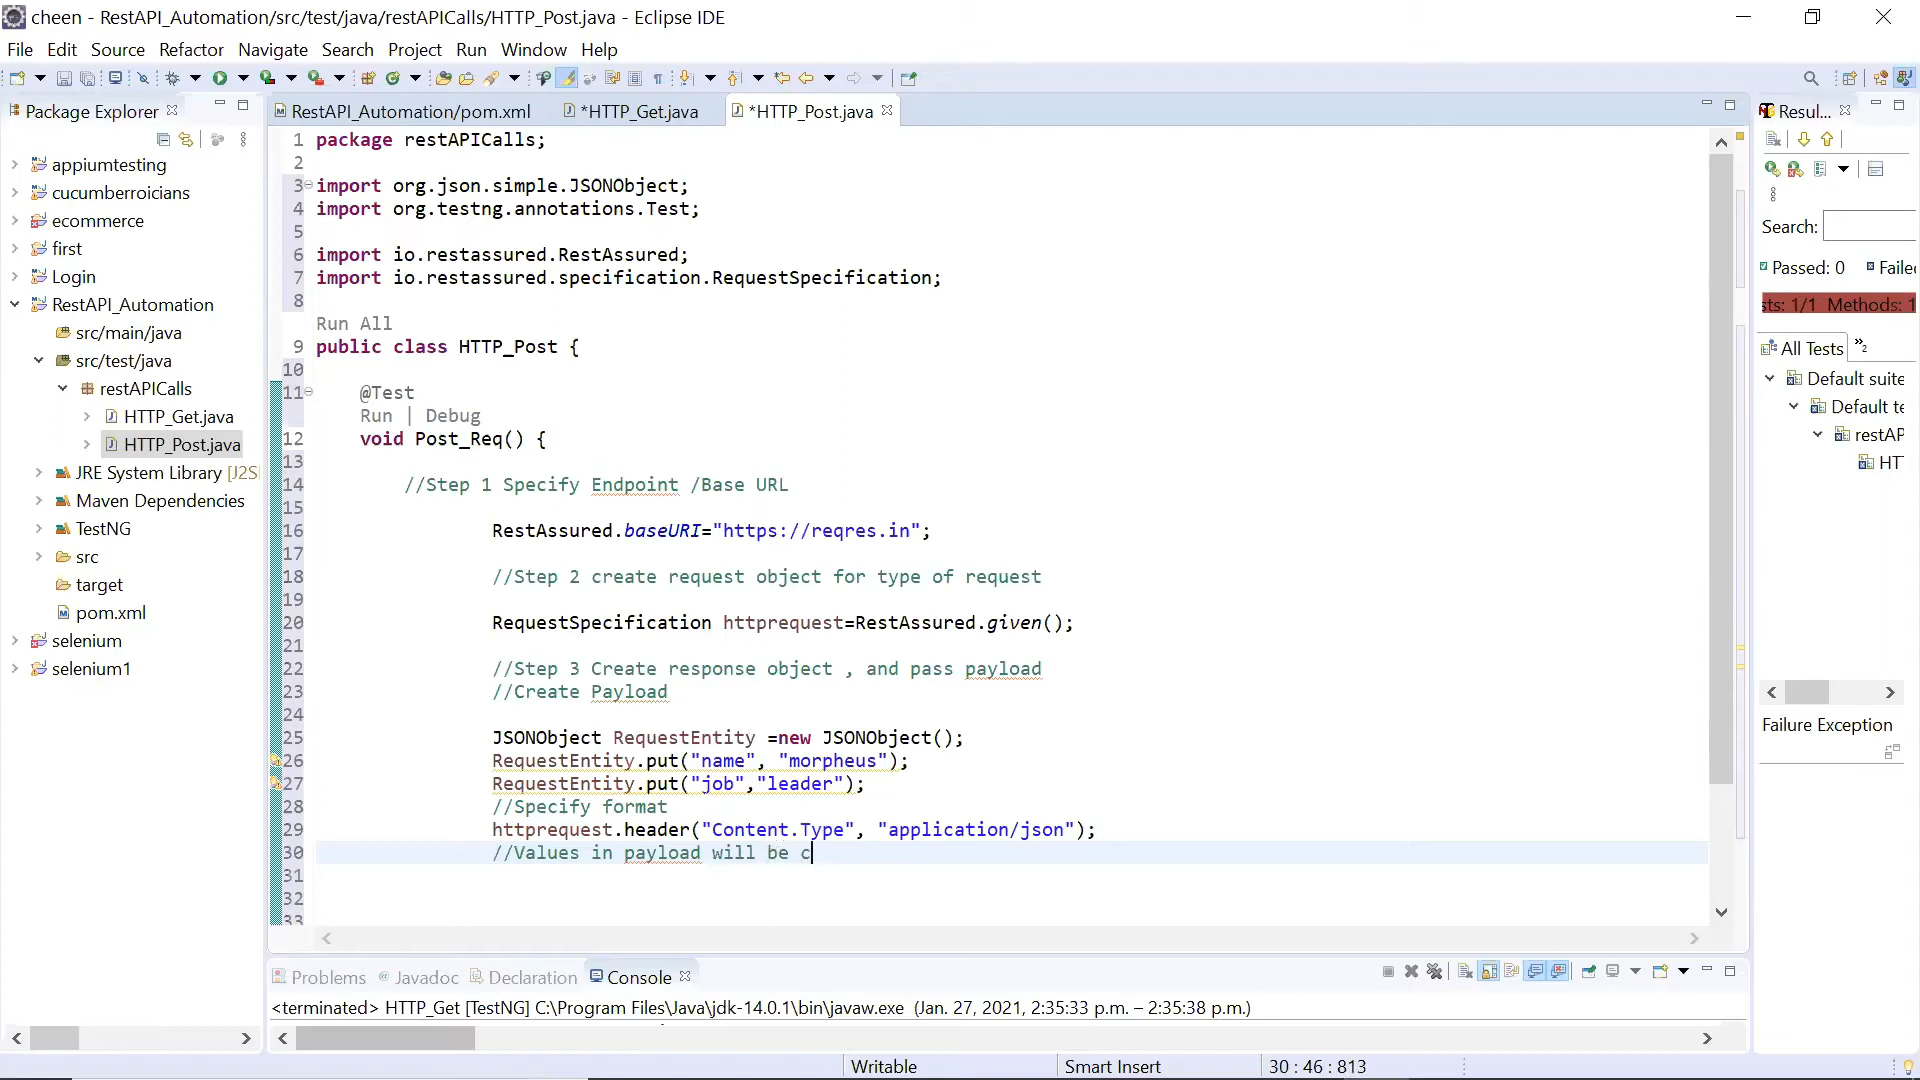 cheen - RestAPI_Automation/src/test/java/restAPICalls/HTTP_Post.java - Eclipse IDE
File Edit Source Refactor Navigate Search Project Run Window Help
Package Explorer
appiumtesting
cucumberroicians
ecommerce
first
Login
RestAPI_Automation
src/main/java
src/test/java
restAPICalls
HTTP_Get.java
HTTP_Post.java
JRE System Library [J2S
Maven Dependencies
TestNG
src
target
pom.xml
selenium
selenium1
RestAPI_Automation/pom.xml *HTTP_Get.java *HTTP_Post.java
1 package restAPICalls;
2
3 import org.json.simple.JSONObject;
4 import org.testng.annotations.Test;
5
6 import io.restassured.RestAssured;
7 import io.restassured.specification.RequestSpecification;
8
Run All
9 public class HTTP_Post {
10
11 @Test
Run | Debug
12 void Post_Req() {
13
14 //Step 1 Specify Endpoint /Base URL
15
16 RestAssured.baseURI="https://reqres.in";
17
18 //Step 2 create request object for type of request
19
20 RequestSpecification httprequest=RestAssured.given();
21
22 //Step 3 Create response object , and pass payload
23 //Create Payload
24
25 JSONObject RequestEntity =new JSONObject();
26 RequestEntity.put("name", "morpheus");
27 RequestEntity.put("job","leader");
28 //Specify format
29 httprequest.header("Content.Type", "application/json");
30 //Values in payload will be c
31
32
33
Resul...
Search:
Passed: 0 Faile
sts: 1/1 Methods: 1
All Tests »2
Default suite
Default te
restAP
HT
Failure Exception
Problems Javadoc Declaration Console
<terminated> HTTP_Get [TestNG] C:\Program Files\Java\jdk-14.0.1\bin\javaw.exe (Jan. 27, 2021, 2:35:33 p.m. – 2:35:38 p.m.)
Writable Smart Insert 30 : 46 : 813